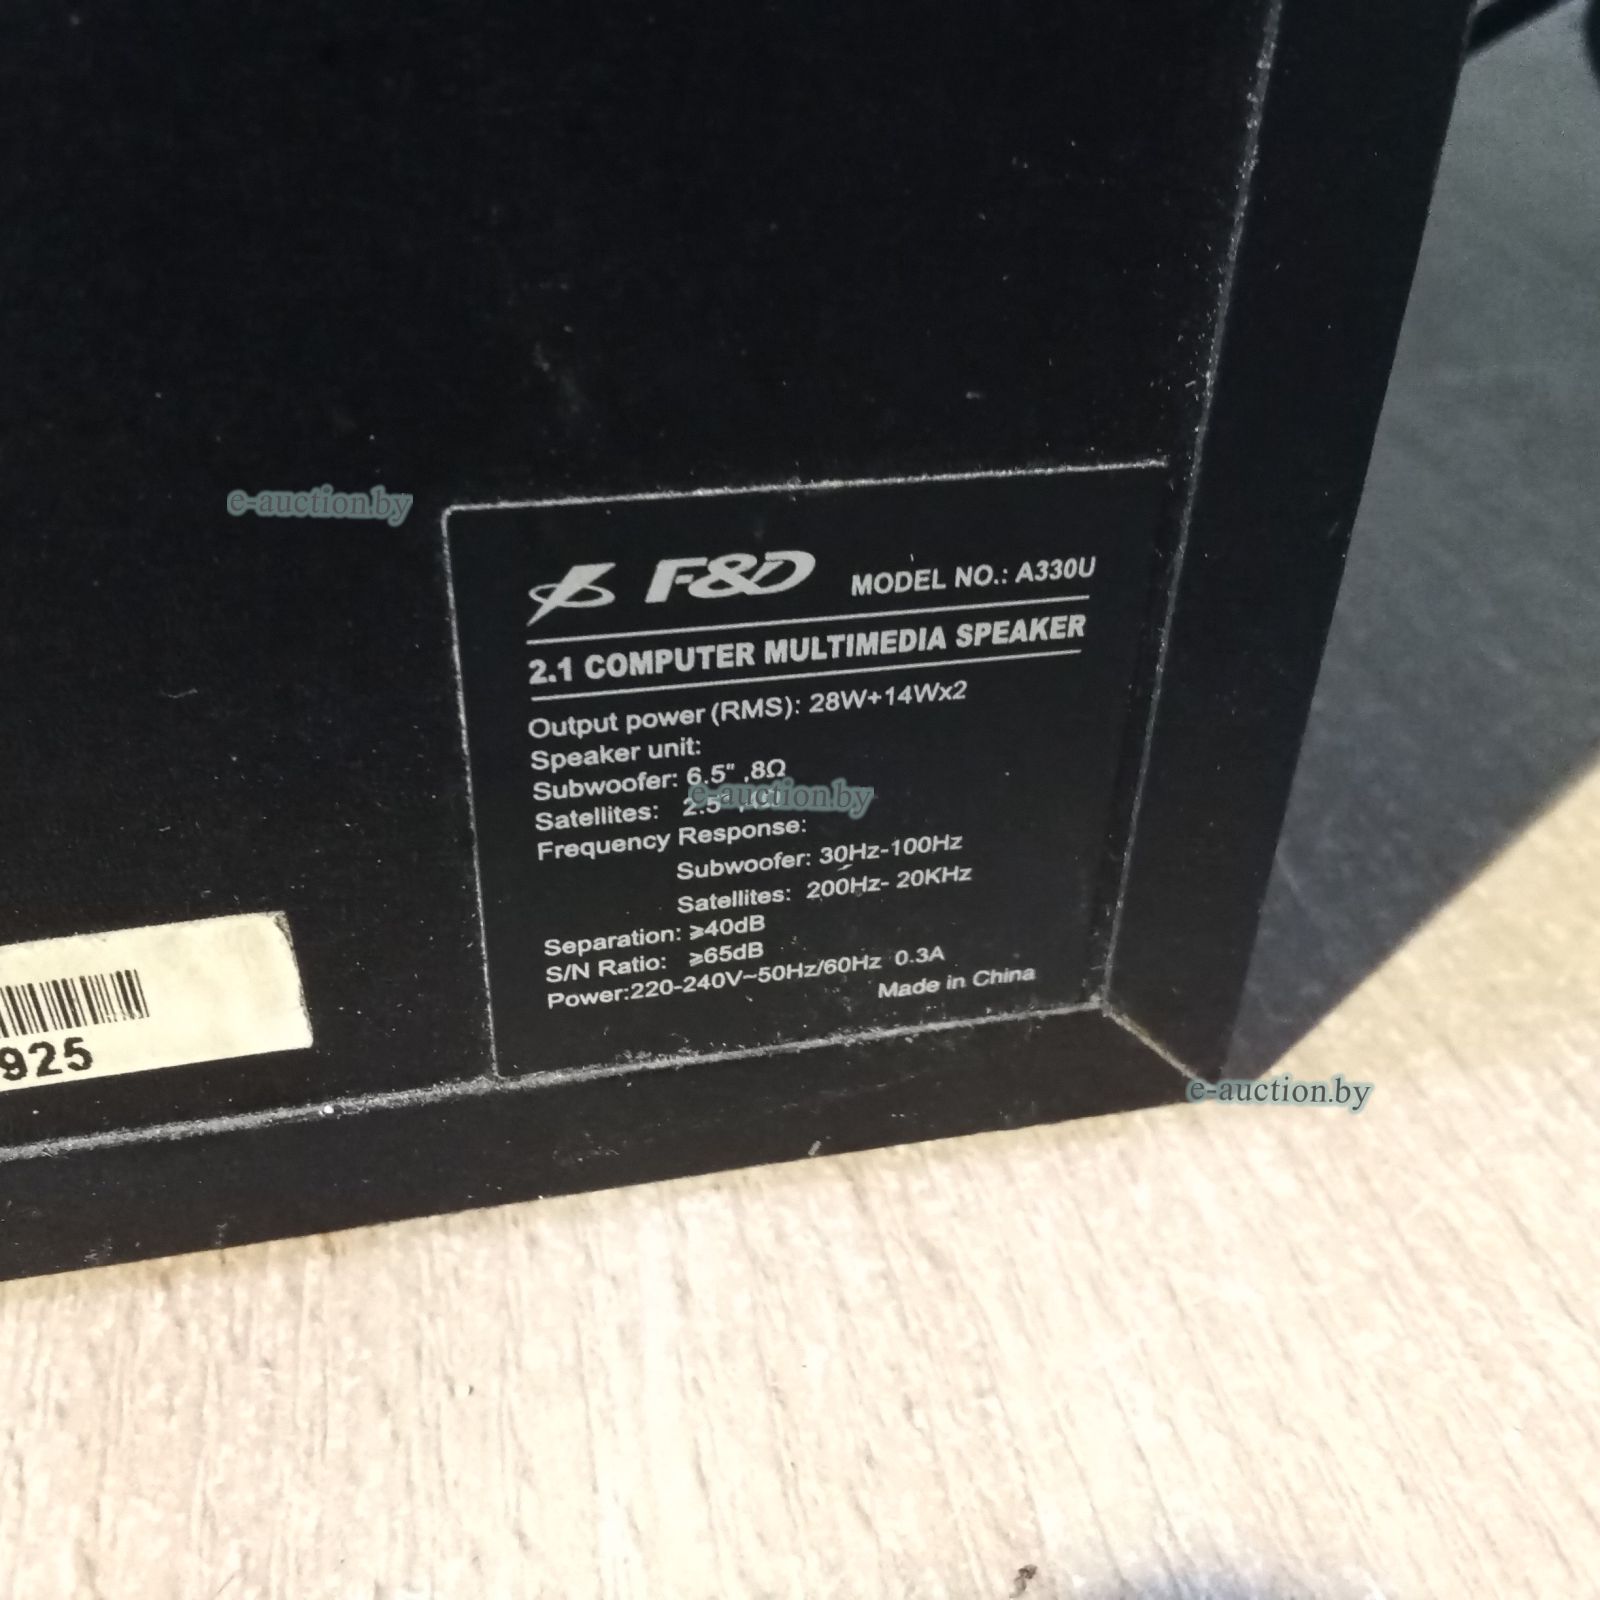 e-auction.by
F&D MODEL NO.: A330U
2.1 COMPUTER MULTIMEDIA SPEAKER
Output power (RMS): 28W+14Wx2
Speaker unit:
Subwoofer: 6.5" ,8Ω
Satellites: 2.5"
e-auction.by
Frequency Response:
Subwoofer: 30Hz-100Hz
Satellites: 200Hz- 20KHz
Separation: ⩾40dB
S/N Ratio: ⩾65dB
Power:220-240V~50Hz/60Hz 0.3A
Made in China
925
e-auction.by